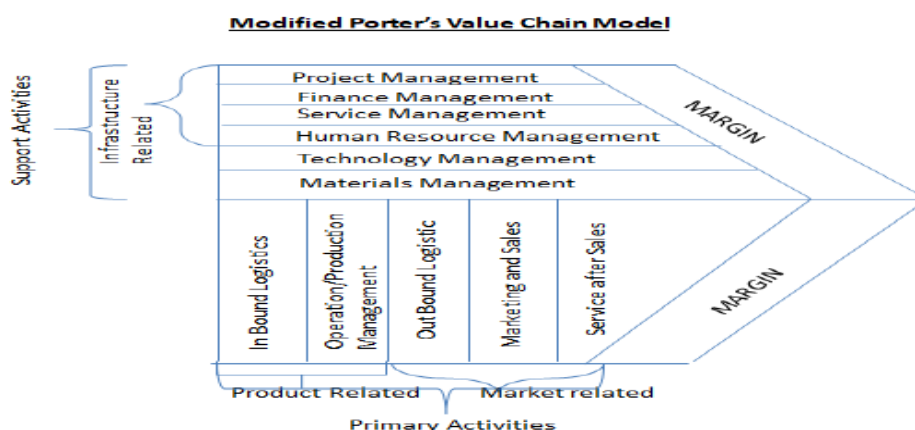 Modified Porter's Value Chain Model
Support Activities
Infrastructure
Related
Project Management
Finance Management
Service Management
Human Resource Management
Technology Management
Materials Management
MARGIN
In Bound Logistics
Operation/Production
Management
Out Bound Logistic
Marketing and Sales
Service after Sales
MARGIN
Product Related
Market related
Primary Activities